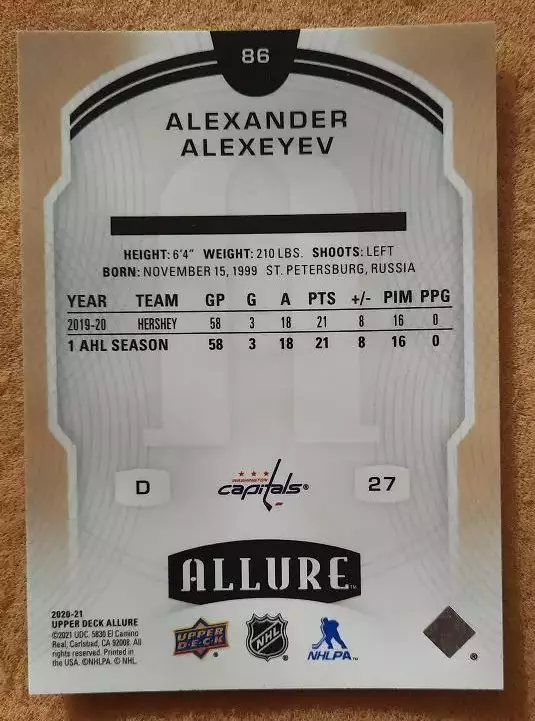 86
ALEXANDER
ALEXEYEV
HEIGHT: 6'4" WEIGHT: 210 LBS. SHOOTS: LEFT
BORN: NOVEMBER 15, 1999 ST. PETERSBURG, RUSSIA
YEAR TEAM GP G A PTS +/- PIM PPG
2019-20 HERSHEY 58 3 18 21 8 16 0
1 AHL SEASON 58 3 18 21 8 16 0
D
WASHINGTON
capitals®
27
ALLURE™
2020-21
UPPER DECK ALLURE
©2021 UDC. 5830 El Camino
Real, Carlsbad, CA 92008. All
rights reserved. Printed in
the USA. ©NHLPA. © NHL.
UPPER
DECK
NHL
NHLPA
®